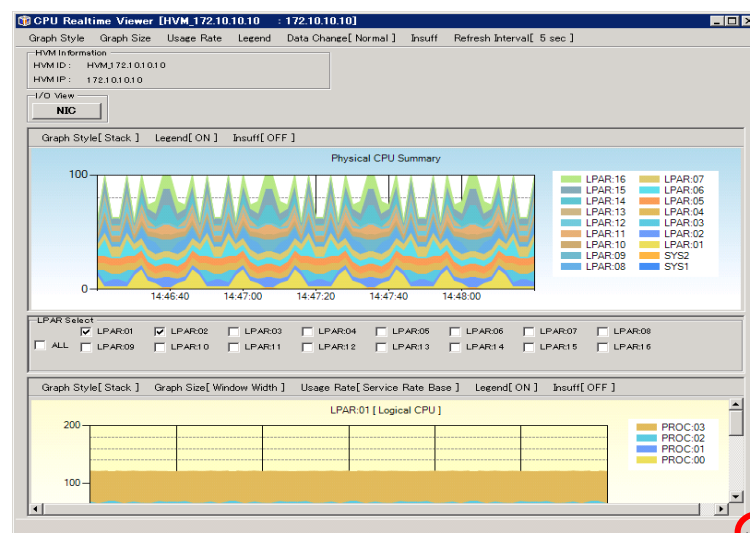 CPU Realtime Viewer [HVM_172.10.10.10 : 172.10.10.10]
Graph Style Graph Size Usage Rate Legend Data Change[ Normal ] Insuff Refresh Interval[ 5 sec ]
HVM Information
HVM ID : HVM_172.10.10.10
HVM IP : 172.10.10.10
I/O View
NIC
Graph Style[ Stack ] Legend[ ON ] Insuff[ OFF ]
Physical CPU Summary
100
0
14:46:40 14:47:00 14:47:20 14:47:40 14:48:00
LPAR:16 LPAR:07
LPAR:15 LPAR:06
LPAR:14 LPAR:05
LPAR:13 LPAR:04
LPAR:12 LPAR:03
LPAR:11 LPAR:02
LPAR:10 LPAR:01
LPAR:09 SYS2
LPAR:08 SYS1
LPAR Select
ALL
LPAR:01 LPAR:02 LPAR:03 LPAR:04 LPAR:05 LPAR:06 LPAR:07 LPAR:08
LPAR:09 LPAR:10 LPAR:11 LPAR:12 LPAR:13 LPAR:14 LPAR:15 LPAR:16
Graph Style[ Stack ] Graph Size[ Window Width ] Usage Rate[ Service Rate Base ] Legend[ ON ] Insuff[ OFF ]
LPAR:01 [ Logical CPU ]
200
100
PROC:03
PROC:02
PROC:01
PROC:00